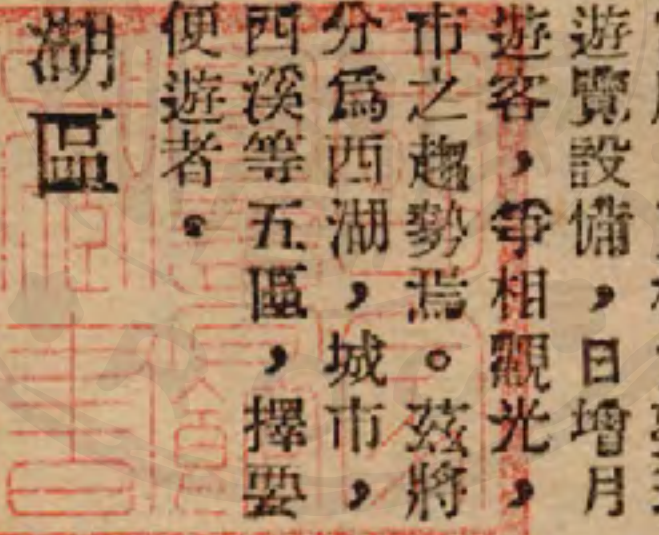 遊覽設備，日增月
遊客，爭相觀光，
市之趨勢焉。茲將
分爲西湖，城市，
西溪等五區，擇要
便遊者。
湖區